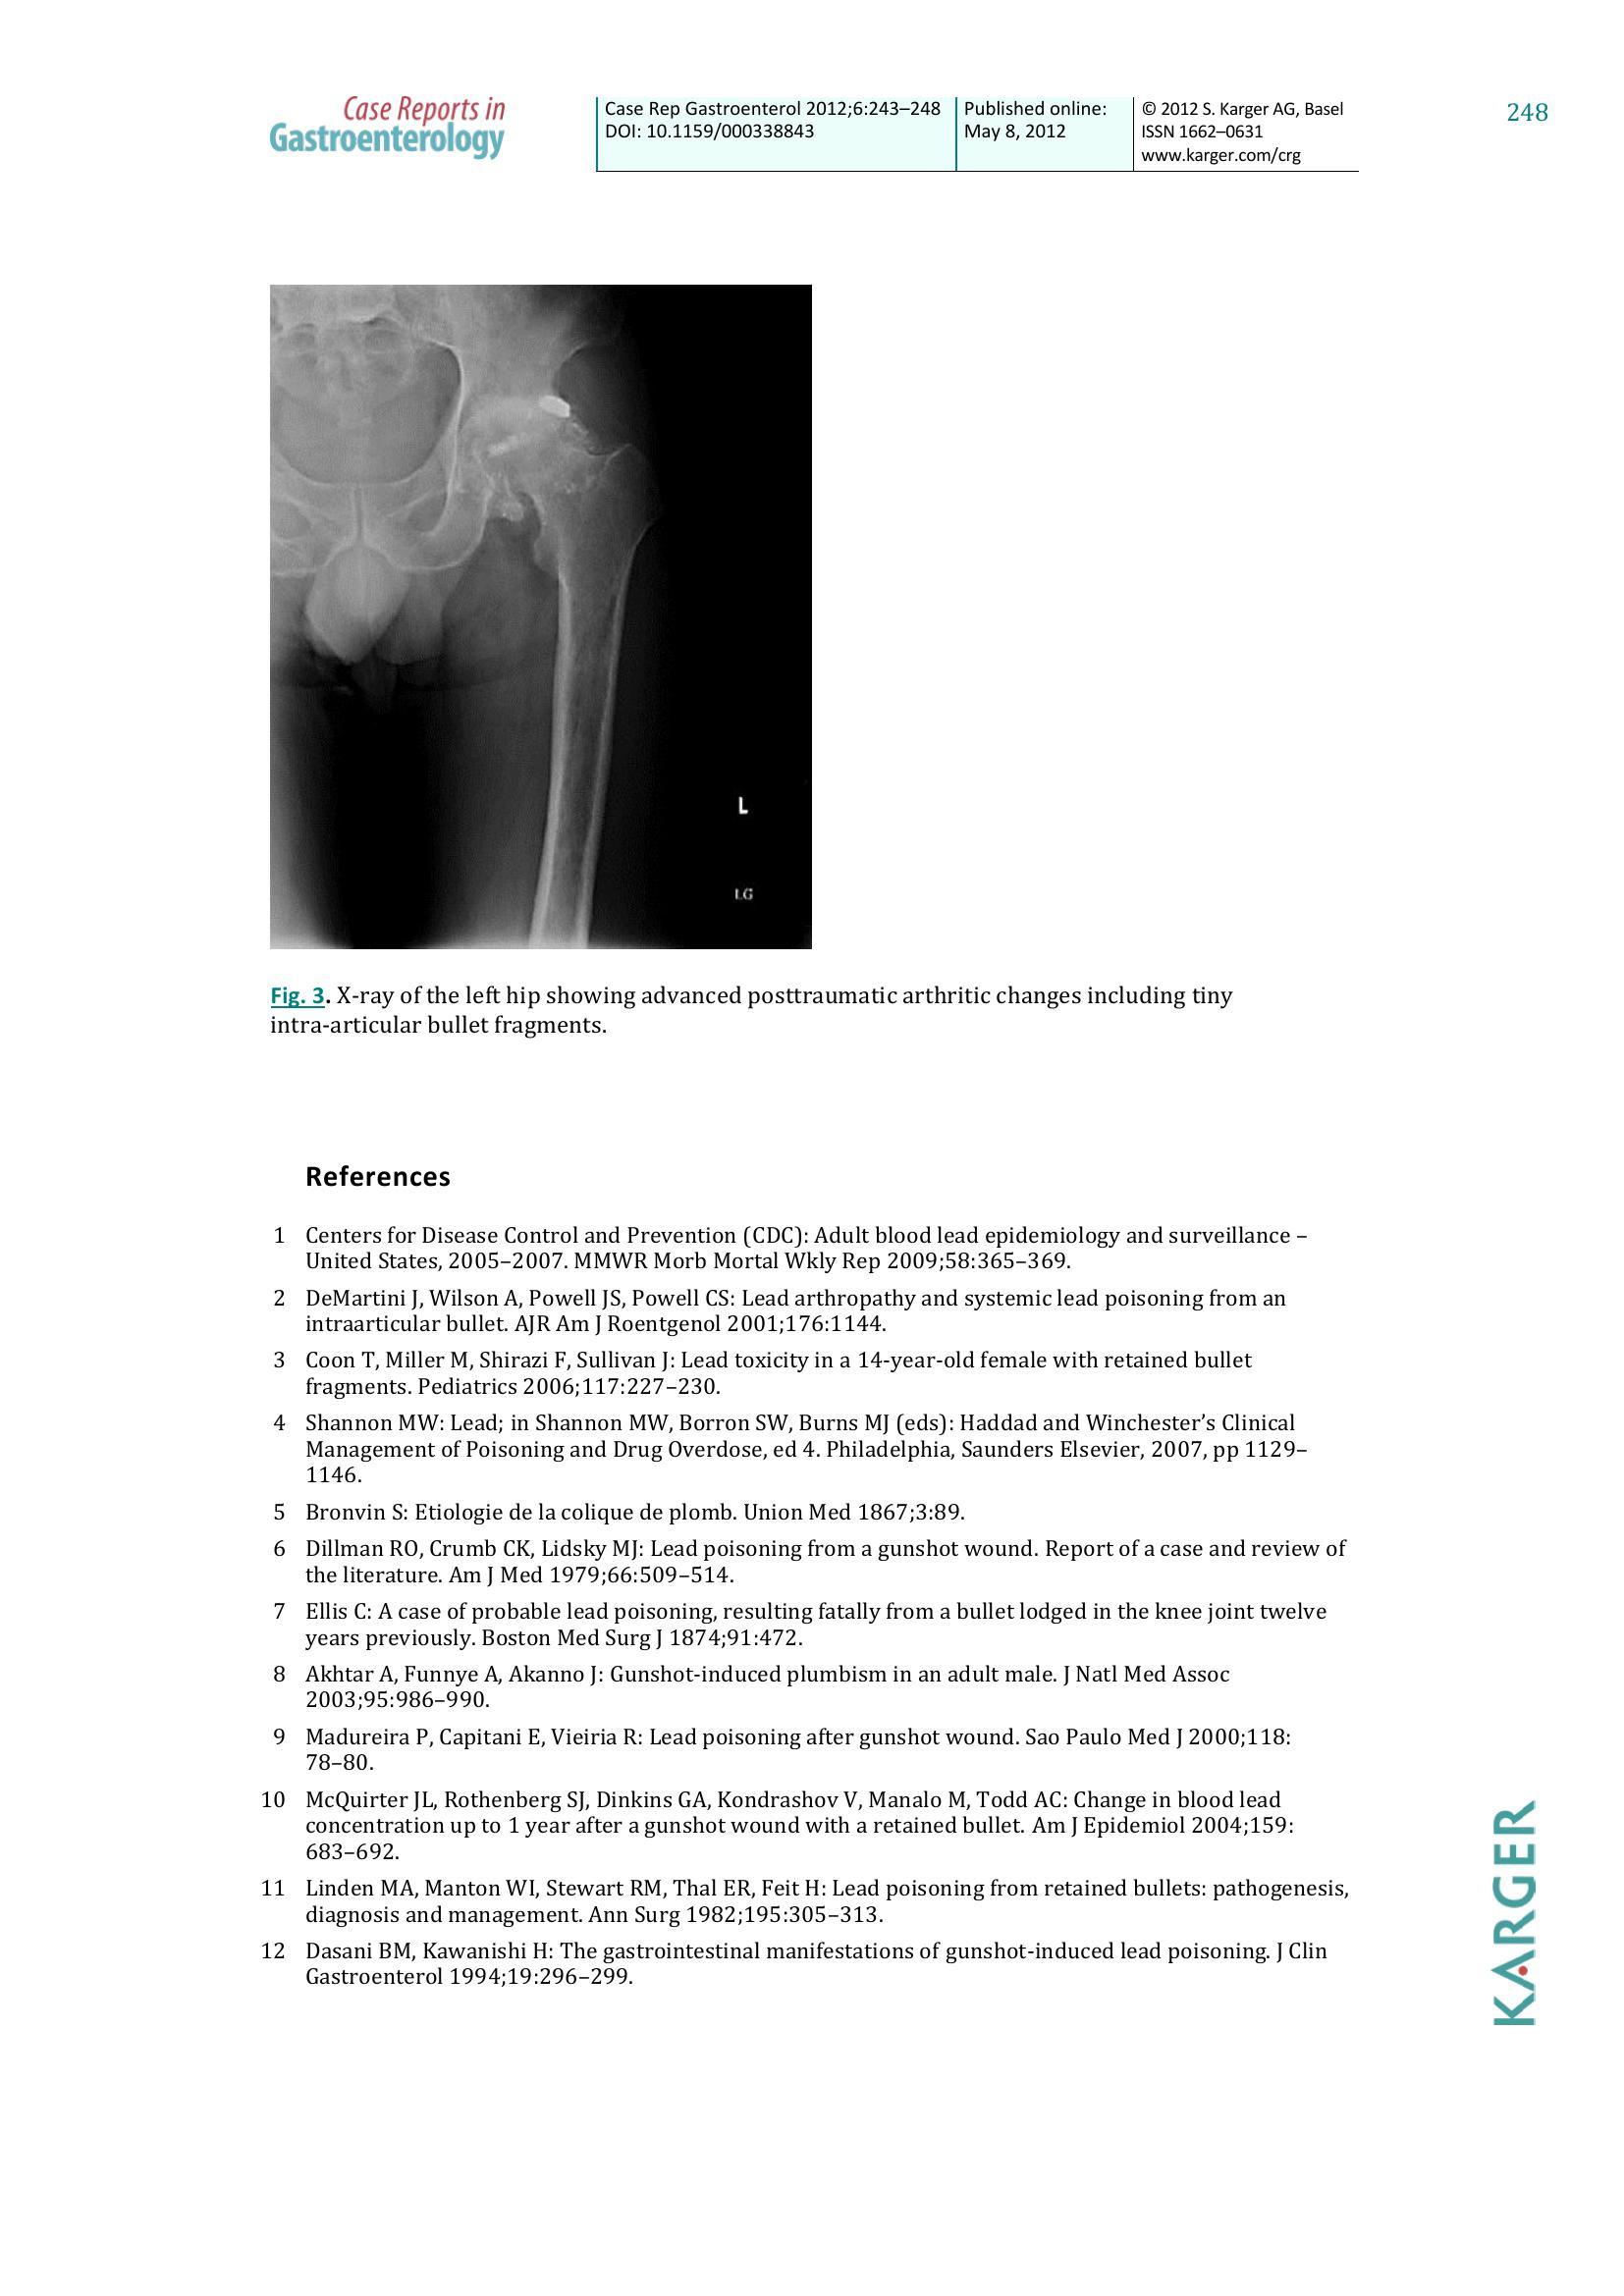 Case Reports in
Gastroenterology
Case Rep Gastroenterol 2012;6:243–248
DOI: 10.1159/000338843
Published online:
May 8, 2012
© 2012 S. Karger AG, Basel
ISSN 1662–0631
www.karger.com/crg
248
L
LG
Fig. 3. X-ray of the left hip showing advanced posttraumatic arthritic changes including tiny
intra-articular bullet fragments.
References
1 Centers for Disease Control and Prevention (CDC): Adult blood lead epidemiology and surveillance –
United States, 2005–2007. MMWR Morb Mortal Wkly Rep 2009;58:365–369.
2 DeMartini J, Wilson A, Powell JS, Powell CS: Lead arthropathy and systemic lead poisoning from an
intraarticular bullet. AJR Am J Roentgenol 2001;176:1144.
3 Coon T, Miller M, Shirazi F, Sullivan J: Lead toxicity in a 14-year-old female with retained bullet
fragments. Pediatrics 2006;117:227–230.
4 Shannon MW: Lead; in Shannon MW, Borron SW, Burns MJ (eds): Haddad and Winchester’s Clinical
Management of Poisoning and Drug Overdose, ed 4. Philadelphia, Saunders Elsevier, 2007, pp 1129–
1146.
5 Bronvin S: Etiologie de la colique de plomb. Union Med 1867;3:89.
6 Dillman RO, Crumb CK, Lidsky MJ: Lead poisoning from a gunshot wound. Report of a case and review of
the literature. Am J Med 1979;66:509–514.
7 Ellis C: A case of probable lead poisoning, resulting fatally from a bullet lodged in the knee joint twelve
years previously. Boston Med Surg J 1874;91:472.
8 Akhtar A, Funnye A, Akanno J: Gunshot-induced plumbism in an adult male. J Natl Med Assoc
2003;95:986–990.
9 Madureira P, Capitani E, Vieiria R: Lead poisoning after gunshot wound. Sao Paulo Med J 2000;118:
78–80.
10 McQuirter JL, Rothenberg SJ, Dinkins GA, Kondrashov V, Manalo M, Todd AC: Change in blood lead
concentration up to 1 year after a gunshot wound with a retained bullet. Am J Epidemiol 2004;159:
683–692.
11 Linden MA, Manton WI, Stewart RM, Thal ER, Feit H: Lead poisoning from retained bullets: pathogenesis,
diagnosis and management. Ann Surg 1982;195:305–313.
12 Dasani BM, Kawanishi H: The gastrointestinal manifestations of gunshot-induced lead poisoning. J Clin
Gastroenterol 1994;19:296–299.
KARGER